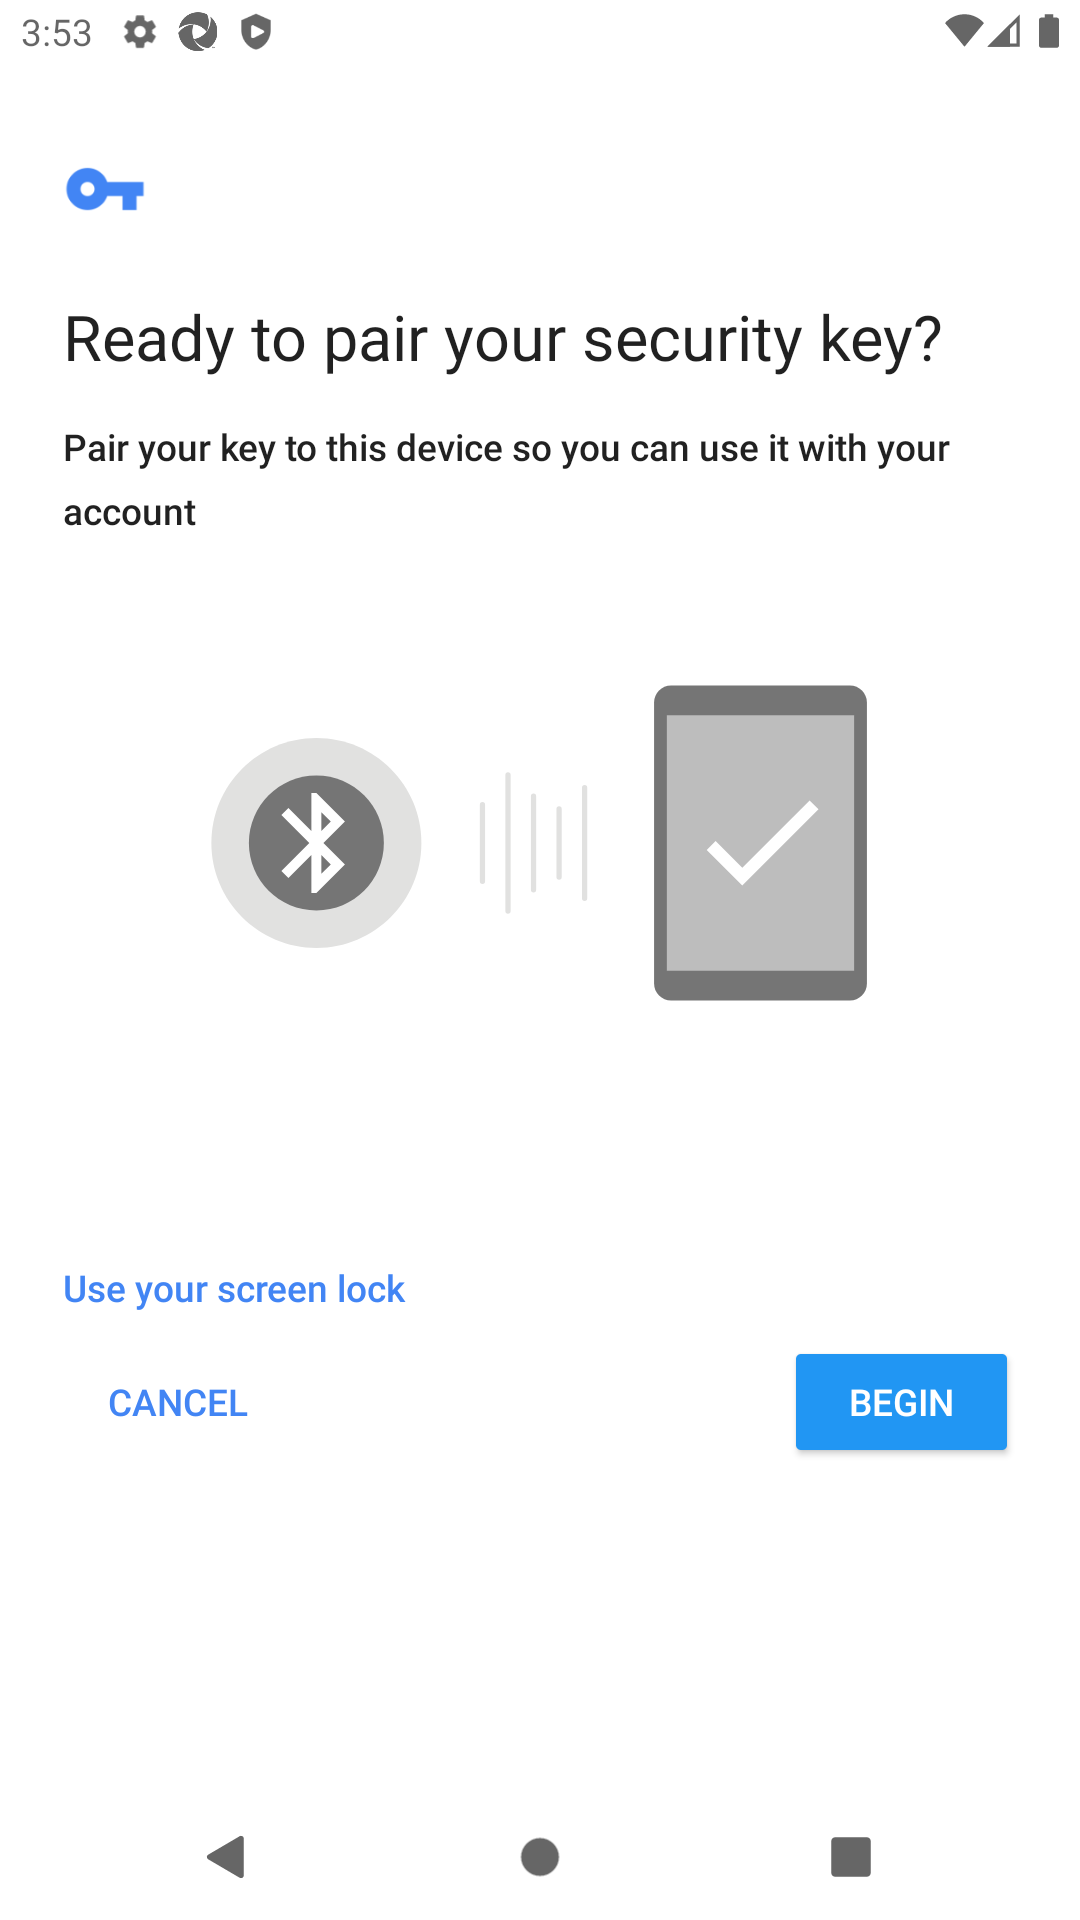 3:53
Ready to pair your security key?
Pair your key to this device so you can use it with your
account
Use your screen lock
CANCEL
BEGIN